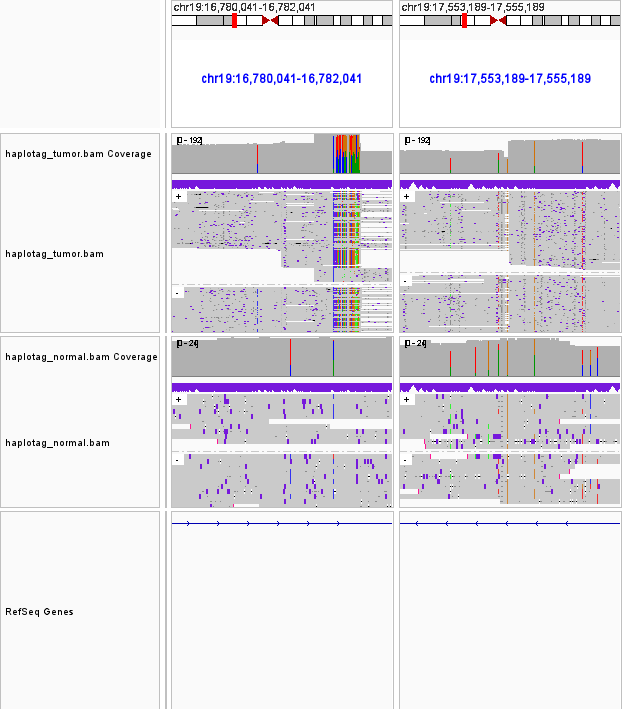 chr19:16,780,041-16,782,041
chr19:17,553,189-17,555,189
chr19:16,780,041-16,782,041
chr19:17,553,189-17,555,189
haplotag_tumor.bam Coverage
[0 - 192]
[0 - 192]
haplotag_tumor.bam
+
+
-
-
haplotag_normal.bam Coverage
[0 - 24]
[0 - 24]
haplotag_normal.bam
+
+
-
-
RefSeq Genes